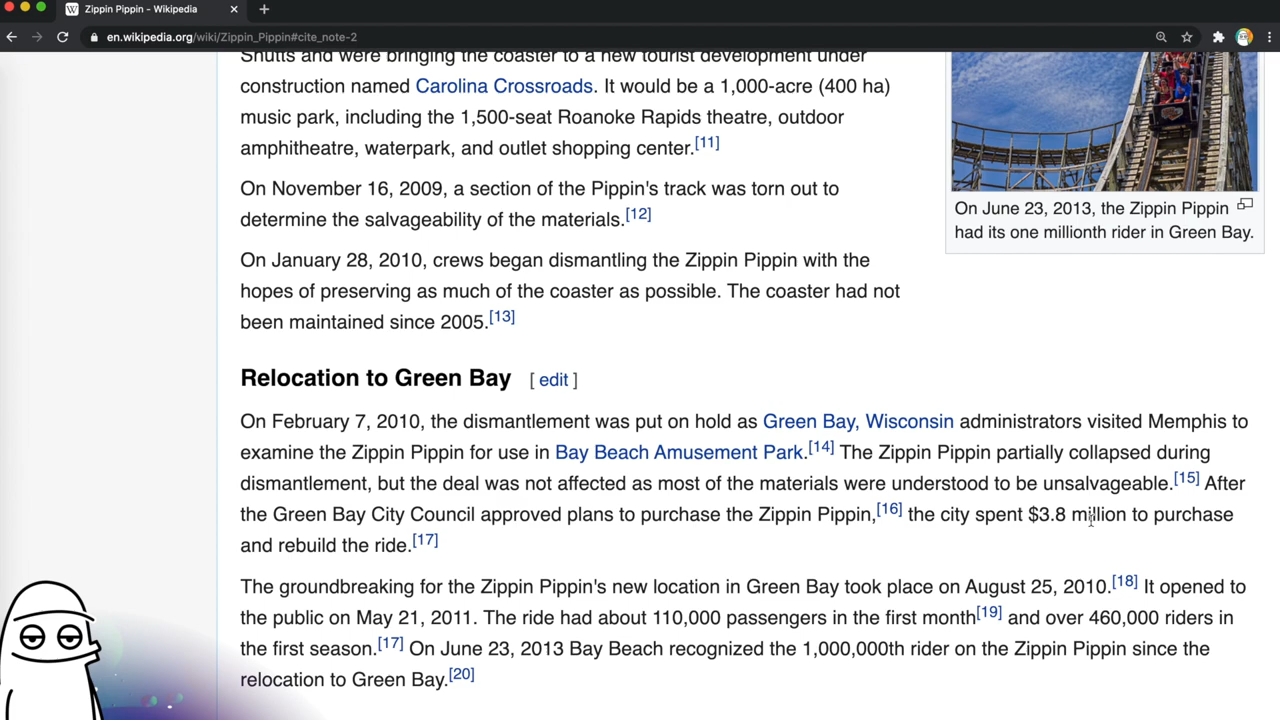 Zippin Pippin - Wikipedia
en.wikipedia.org/wiki/Zippin_Pippin#cite_note-2
Shutts and were bringing the coaster to a new tourist development under
construction named Carolina Crossroads. It would be a 1,000-acre (400 ha)
music park, including the 1,500-seat Roanoke Rapids theatre, outdoor
amphitheatre, waterpark, and outlet shopping center.[11]
On November 16, 2009, a section of the Pippin's track was torn out to
determine the salvageability of the materials.[12]
On January 28, 2010, crews began dismantling the Zippin Pippin with the
hopes of preserving as much of the coaster as possible. The coaster had not
been maintained since 2005.[13]
On June 23, 2013, the Zippin Pippin
had its one millionth rider in Green Bay.
Relocation to Green Bay [ edit ]
On February 7, 2010, the dismantlement was put on hold as Green Bay, Wisconsin administrators visited Memphis to
examine the Zippin Pippin for use in Bay Beach Amusement Park.[14] The Zippin Pippin partially collapsed during
dismantlement, but the deal was not affected as most of the materials were understood to be unsalvageable.[15] After
the Green Bay City Council approved plans to purchase the Zippin Pippin,[16] the city spent $3.8 million to purchase
and rebuild the ride.[17]
The groundbreaking for the Zippin Pippin's new location in Green Bay took place on August 25, 2010.[18] It opened to
the public on May 21, 2011. The ride had about 110,000 passengers in the first month[19] and over 460,000 riders in
the first season.[17] On June 23, 2013 Bay Beach recognized the 1,000,000th rider on the Zippin Pippin since the
relocation to Green Bay.[20]